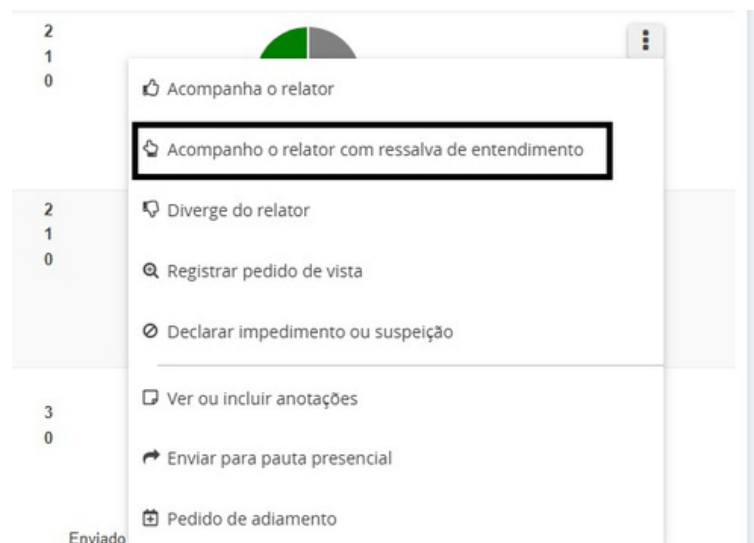 2
1
0
Acompanha o relator
Acompanho o relator com ressalva de entendimento
2
1
0
Diverge do relator
Registrar pedido de vista
Declarar impedimento ou suspeição
Ver ou incluir anotações
3
0
Enviar para pauta presencial
Pedido de adiamento
Enviado